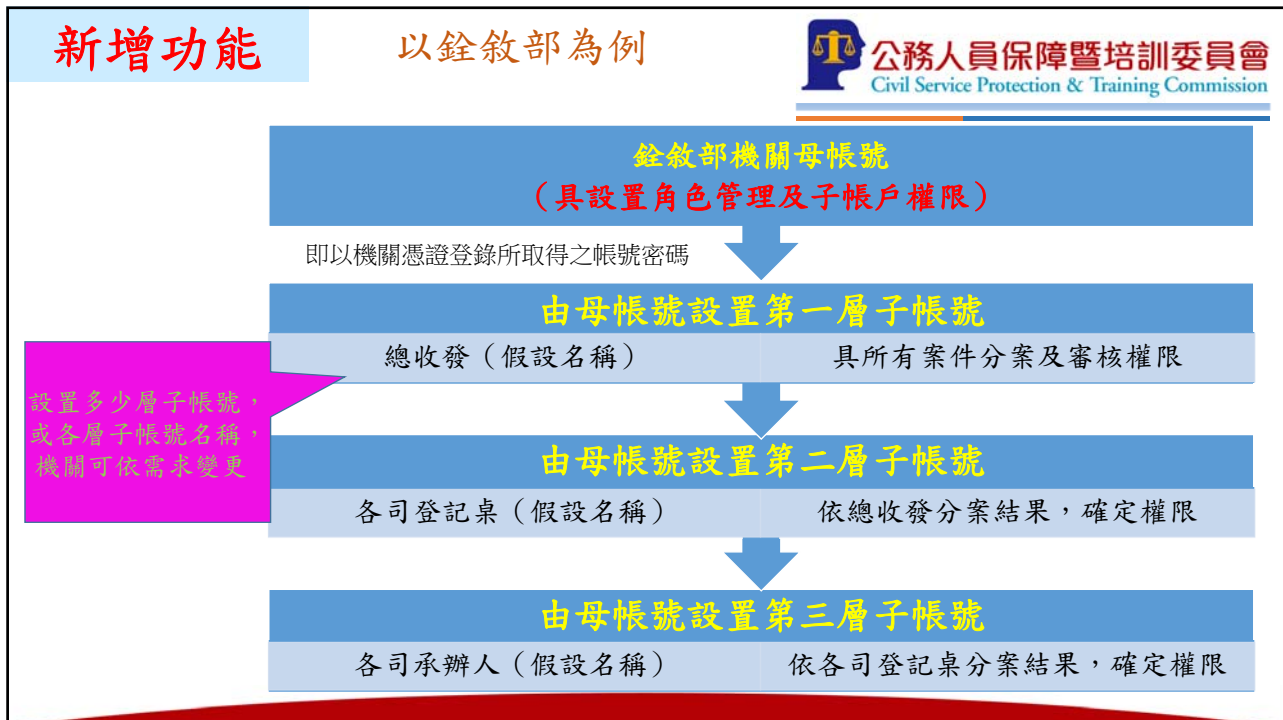 新增功能
以銓敘部為例
公務人員保障暨培訓委員會
Civil Service Protection & Training Commission
銓敘部機關母帳號
(具設置角色管理及子帳戶權限)
即以機關憑證登錄所取得之帳號密碼
由母帳號設置第一層子帳號
總收發(假設名稱)
具所有案件分案及審核權限
設置多少層子帳號,
或各層子帳號名稱,
機關可依需求變更
由母帳號設置第二層子帳號
各司登記桌(假設名稱)
依總收發分案結果,確定權限
由母帳號設置第三層子帳號
各司承辦人(假設名稱)
依各司登記桌分案結果,確定權限